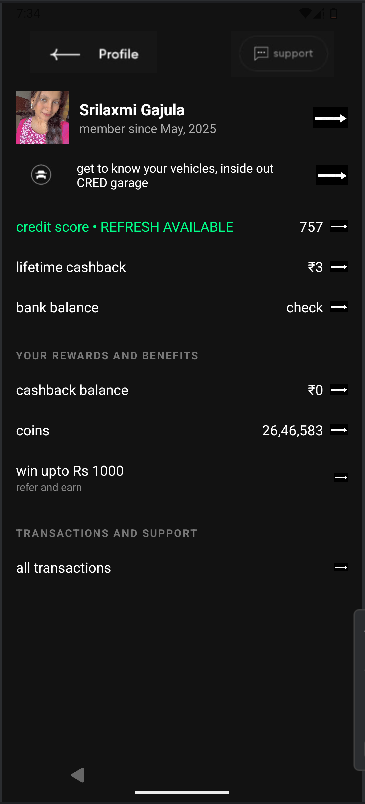 7:34
Profile
support
Srilaxmi Gajula
member since May, 2025
get to know your vehicles, inside out
CRED garage
credit score • REFRESH AVAILABLE 757
lifetime cashback ₹3
bank balance check
YOUR REWARDS AND BENEFITS
cashback balance ₹0
coins 26,46,583
win upto Rs 1000
refer and earn
TRANSACTIONS AND SUPPORT
all transactions